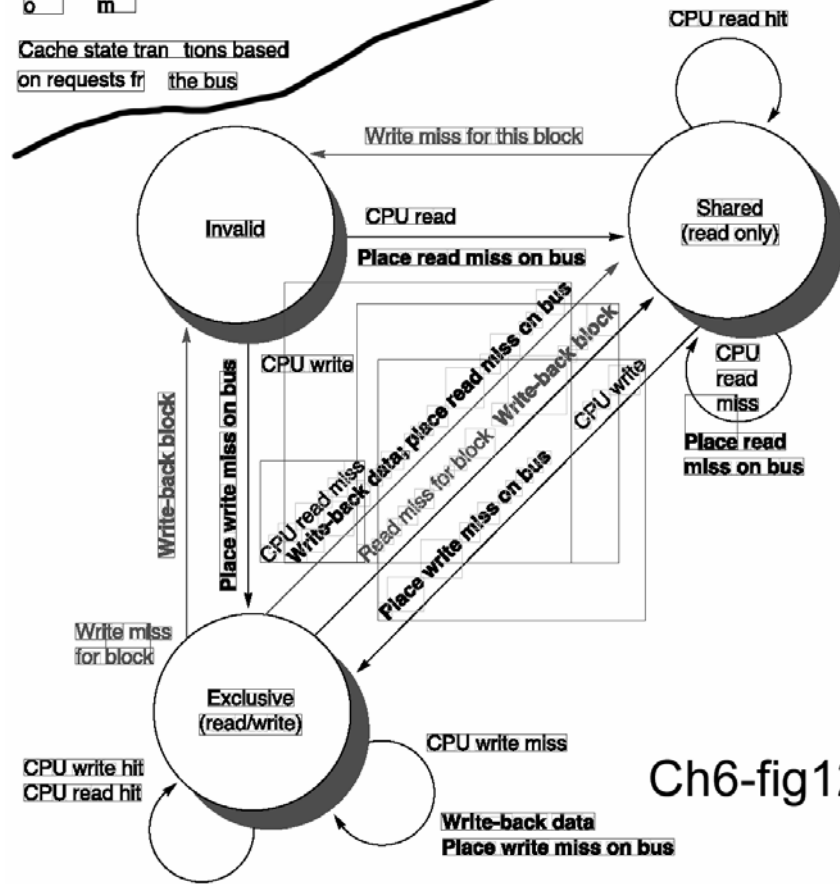 o m
Cache state tran tions based
on requests fr the bus
CPU read hit
Write miss for this block
Invalid
CPU read
Place read miss on bus
Shared
(read only)
CPU write
Place write miss on bus
Write-back block
CPU read miss
Write-back data; place read miss on bus
Read miss for block
Write-back block
Place write miss on bus
CPU write
CPU
read
miss
Place read
miss on bus
Write miss
for block
Exclusive
(read/write)
CPU write hit
CPU read hit
CPU write miss
Write-back data
Place write miss on bus